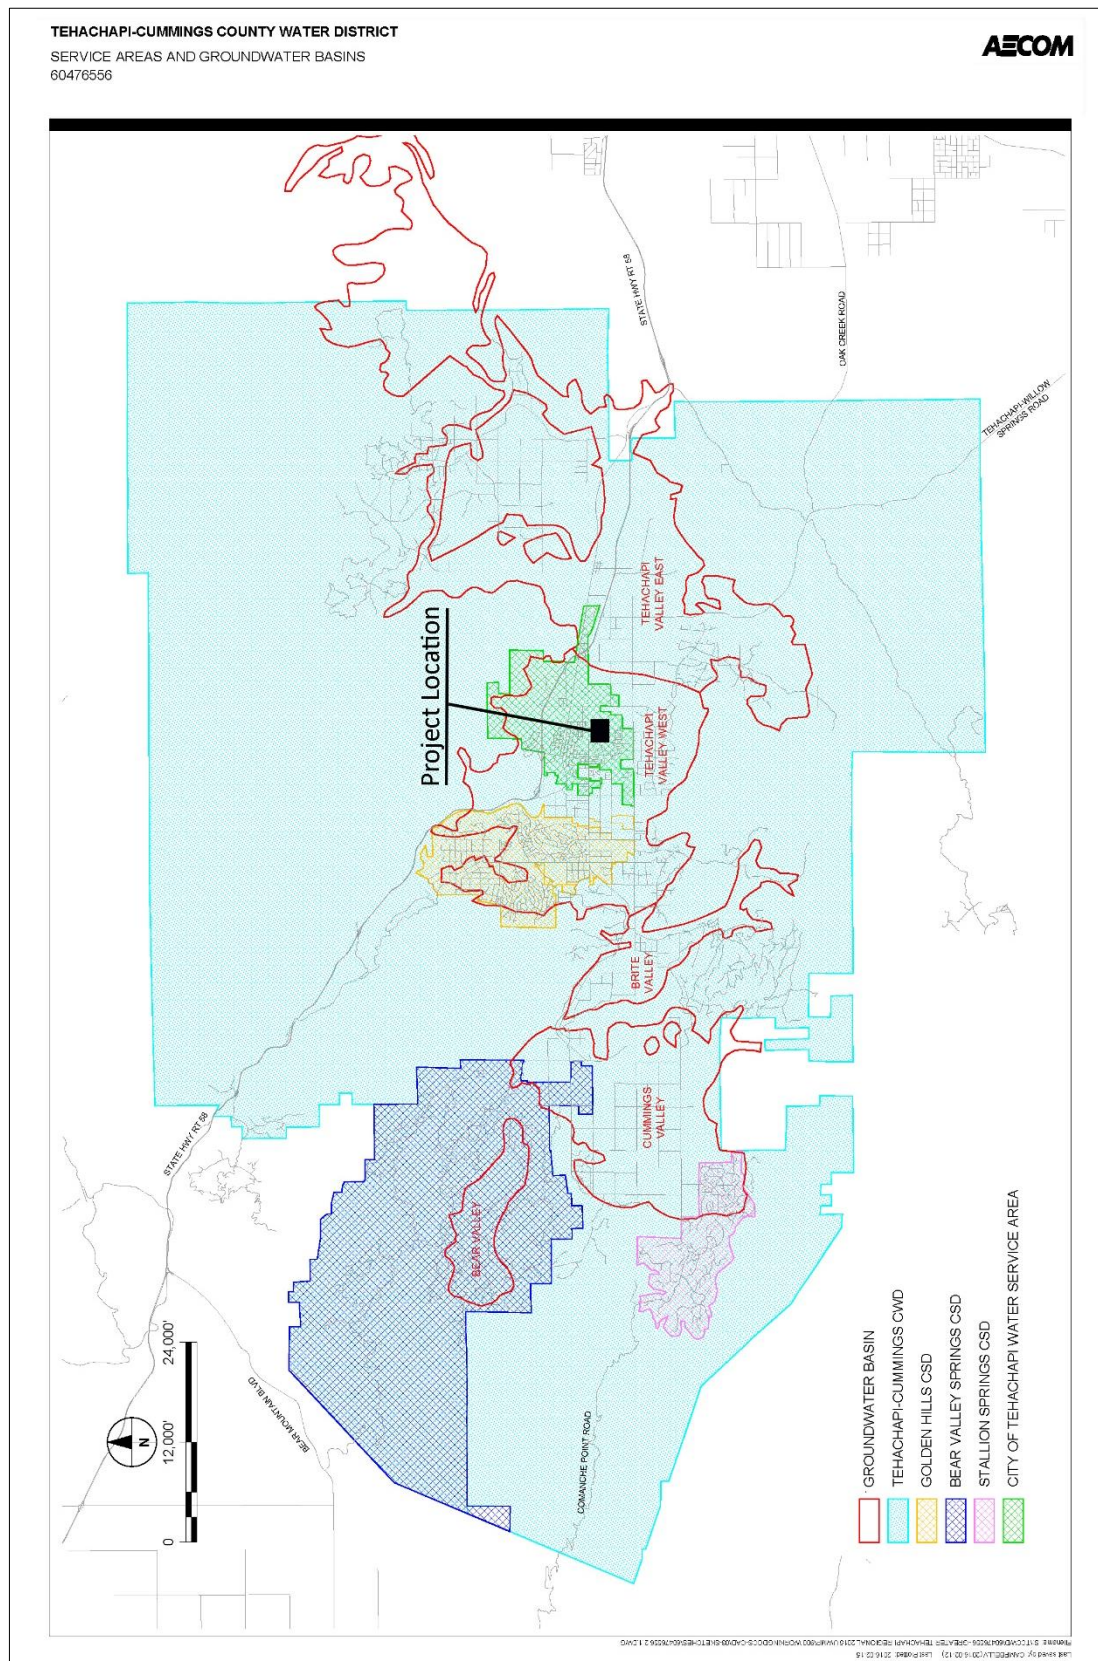 TEHACHAPI-CUMMINGS COUNTY WATER DISTRICT
SERVICE AREAS AND GROUNDWATER BASINS
60476556
AECOM
STATE HWY RT 58
OAK CREEK ROAD
TEHACHAPI-WILLOW
SPRINGS ROAD
TEHACHAPI
VALLEY EAST
Project Location
TEHACHAPI
VALLEY WEST
BRITE
VALLEY
CUMMINGS
VALLEY
STATE HWY RT 58
BEAR VALLEY
BEAR MOUNTAIN BLVD
COMANCHE POINT ROAD
N
0
12,000'
24,000'
GROUNDWATER BASIN
TEHACHAPI-CUMMINGS CWD
GOLDEN HILLS CSD
BEAR VALLEY SPRINGS CSD
STALLION SPRINGS CSD
CITY OF TEHACHAPI WATER SERVICE AREA